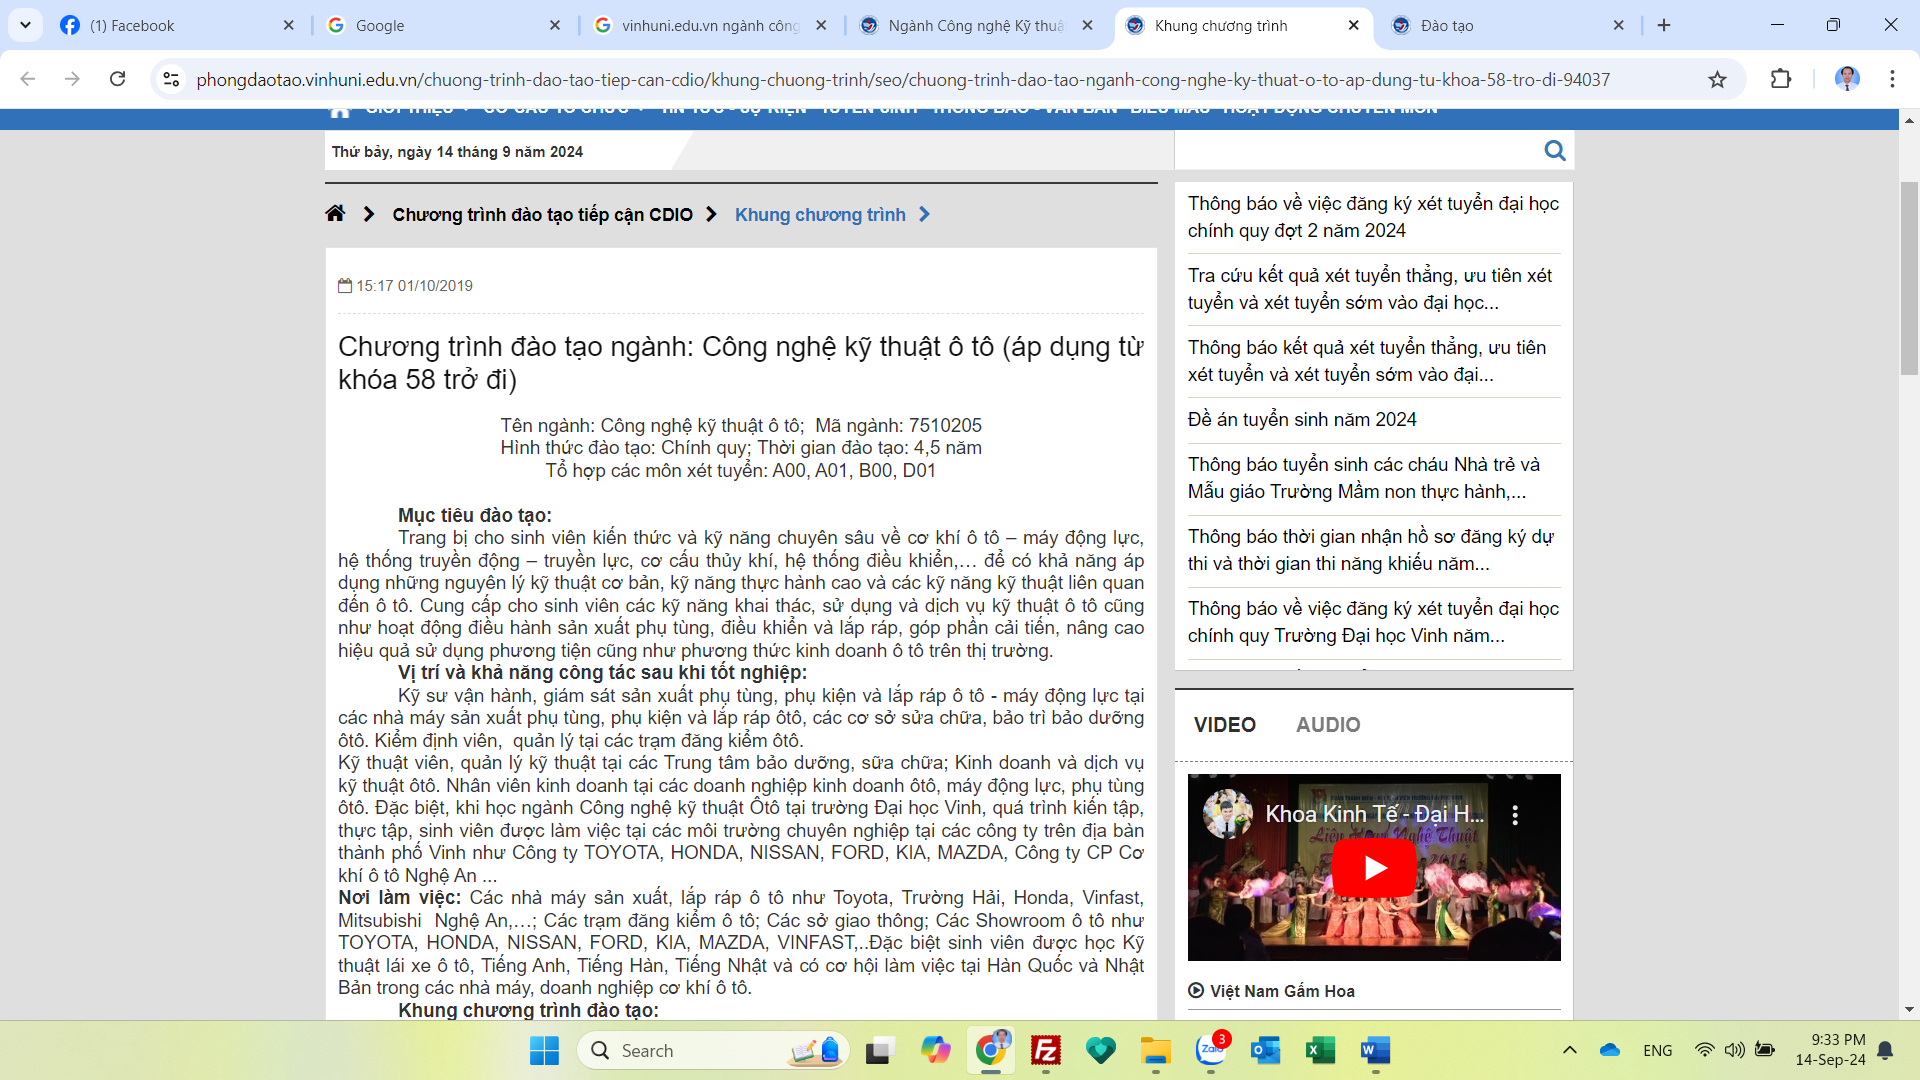 (1) Facebook
Google
vinhuni.edu.vn ngành công
Ngành Công nghệ Kỹ thuậ
Khung chương trình
Đào tạo
phongdaotao.vinhuni.edu.vn/chuong-trinh-dao-tao-tiep-can-cdio/khung-chuong-trinh/seo/chuong-trinh-dao-tao-nganh-cong-nghe-ky-thuat-o-to-ap-dung-tu-khoa-58-tro-di-94037
GIỚI THIỆU CƠ CẤU TỔ CHỨC TIN TỨC - SỰ KIỆN TUYỂN SINH THÔNG BÁO - VĂN BẢN BIỂU MẪU HOẠT ĐỘNG CHUYÊN MÔN
Thứ bảy, ngày 14 tháng 9 năm 2024
Chương trình đào tạo tiếp cận CDIO
Khung chương trình
15:17 01/10/2019
Chương trình đào tạo ngành: Công nghệ kỹ thuật ô tô (áp dụng từ
khóa 58 trở đi)
Tên ngành: Công nghệ kỹ thuật ô tô; Mã ngành: 7510205
Hình thức đào tạo: Chính quy; Thời gian đào tạo: 4,5 năm
Tổ hợp các môn xét tuyển: A00, A01, B00, D01
Mục tiêu đào tạo:
Trang bị cho sinh viên kiến thức và kỹ năng chuyên sâu về cơ khí ô tô – máy động lực,
hệ thống truyền động – truyền lực, cơ cấu thủy khí, hệ thống điều khiển,… để có khả năng áp
dụng những nguyên lý kỹ thuật cơ bản, kỹ năng thực hành cao và các kỹ năng kỹ thuật liên quan
đến ô tô. Cung cấp cho sinh viên các kỹ năng khai thác, sử dụng và dịch vụ kỹ thuật ô tô cũng
như hoạt động điều hành sản xuất phụ tùng, điều khiển và lắp ráp, góp phần cải tiến, nâng cao
hiệu quả sử dụng phương tiện cũng như phương thức kinh doanh ô tô trên thị trường.
Vị trí và khả năng công tác sau khi tốt nghiệp:
Kỹ sư vận hành, giám sát sản xuất phụ tùng, phụ kiện và lắp ráp ô tô - máy động lực tại
các nhà máy sản xuất phụ tùng, phụ kiện và lắp ráp ôtô, các cơ sở sửa chữa, bảo trì bảo dưỡng
ôtô. Kiểm định viên, quản lý tại các trạm đăng kiểm ôtô.
Kỹ thuật viên, quản lý kỹ thuật tại các Trung tâm bảo dưỡng, sữa chữa; Kinh doanh và dịch vụ
kỹ thuật ôtô. Nhân viên kinh doanh tại các doanh nghiệp kinh doanh ôtô, máy động lực, phụ tùng
ôtô. Đặc biệt, khi học ngành Công nghệ kỹ thuật Ôtô tại trường Đại học Vinh, quá trình kiến tập,
thực tập, sinh viên được làm việc tại các môi trường chuyên nghiệp tại các công ty trên địa bàn
thành phố Vinh như Công ty TOYOTA, HONDA, NISSAN, FORD, KIA, MAZDA, Công ty CP Cơ
khí ô tô Nghệ An ...
Nơi làm việc: Các nhà máy sản xuất, lắp ráp ô tô như Toyota, Trường Hải, Honda, Vinfast,
Mitsubishi Nghệ An,…; Các trạm đăng kiểm ô tô; Các sở giao thông; Các Showroom ô tô như
TOYOTA, HONDA, NISSAN, FORD, KIA, MAZDA, VINFAST,..Đặc biệt sinh viên được học Kỹ
thuật lái xe ô tô, Tiếng Anh, Tiếng Hàn, Tiếng Nhật và có cơ hội làm việc tại Hàn Quốc và Nhật
Bản trong các nhà máy, doanh nghiệp cơ khí ô tô.
Khung chương trình đào tạo:
Thông báo về việc đăng ký xét tuyển đại học
chính quy đợt 2 năm 2024
Tra cứu kết quả xét tuyển thẳng, ưu tiên xét
tuyển và xét tuyển sớm vào đại học...
Thông báo kết quả xét tuyển thẳng, ưu tiên
xét tuyển và xét tuyển sớm vào đại...
Đề án tuyển sinh năm 2024
Thông báo tuyển sinh các cháu Nhà trẻ và
Mẫu giáo Trường Mầm non thực hành,...
Thông báo thời gian nhận hồ sơ đăng ký dự
thi và thời gian thi năng khiếu năm...
Thông báo về việc đăng ký xét tuyển đại học
chính quy Trường Đại học Vinh năm...
VIDEO
AUDIO
Khoa Kinh Tế - Đại H...
Liên Hoan Nghệ Thuật
Việt Nam Gấm Hoa
Search
Zalo
3
ENG
9:33 PM
14-Sep-24